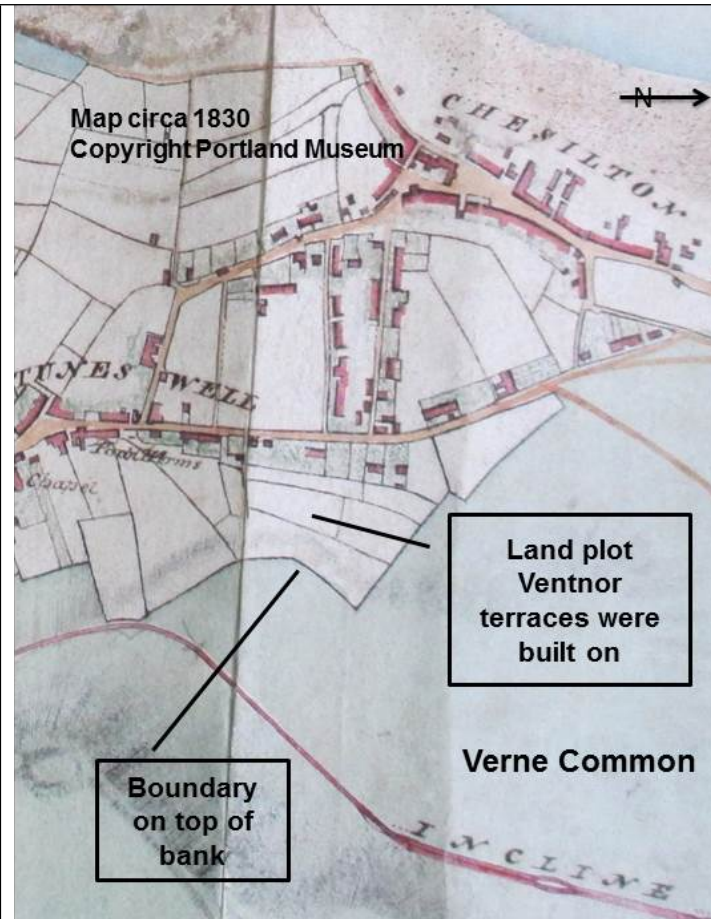 Map circa 1830
Copyright Portland Museum
N
CHESILTON
TUNES WELL
Chapel
Land plot
Ventnor
terraces were
built on
Verne Common
Boundary
on top of
bank
INCLINE